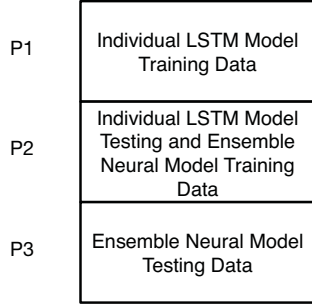 P1
Individual LSTM Model
Training Data
P2
Individual LSTM Model
Testing and Ensemble
Neural Model Training
Data
P3
Ensemble Neural Model
Testing Data